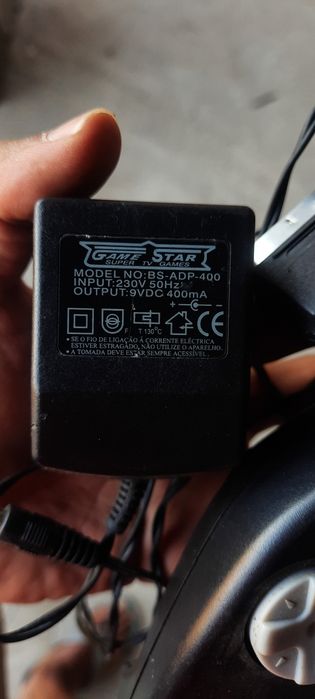 GAME STAR
SUPER TV GAMES
MODEL NO:BS-ADP-400
INPUT:230V 50Hz
OUTPUT:9VDC 400mA
+ -
F T 130°C CE
• SE O FIO DE LIGAÇÃO À CORRENTE ELÉCTRICA
ESTIVER ESTRAGADO, NÃO UTILIZE O APARELHO.
• A TOMADA DEVE ESTAR SEMPRE ACESSÍVEL.